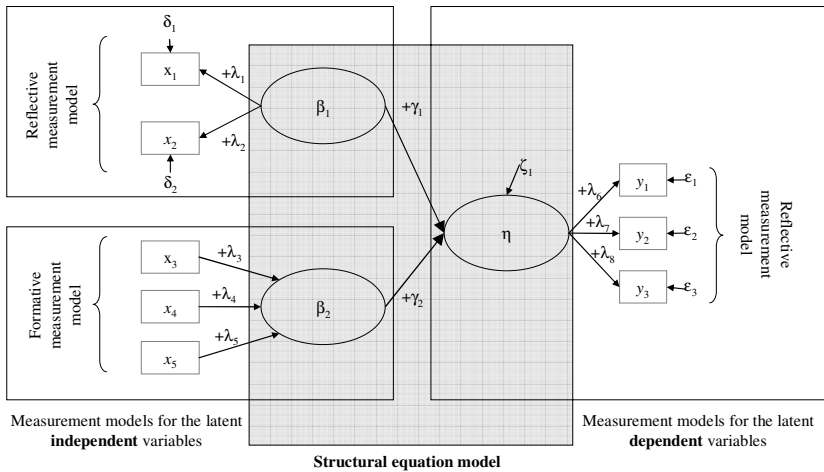 δ₁
x₁
x₂
δ₂
+λ₁
+λ₂
β₁
+γ₁
Reflective
measurement
model
x₃
x₄
x₅
+λ₃
+λ₄
+λ₅
β₂
+γ₂
Formative
measurement
model
ζ₁
η
+λ₆
+λ₇
+λ₈
y₁
y₂
y₃
ε₁
ε₂
ε₃
Reflective
measurement
model
Measurement models for the latent
independent variables
Structural equation model
Measurement models for the latent
dependent variables